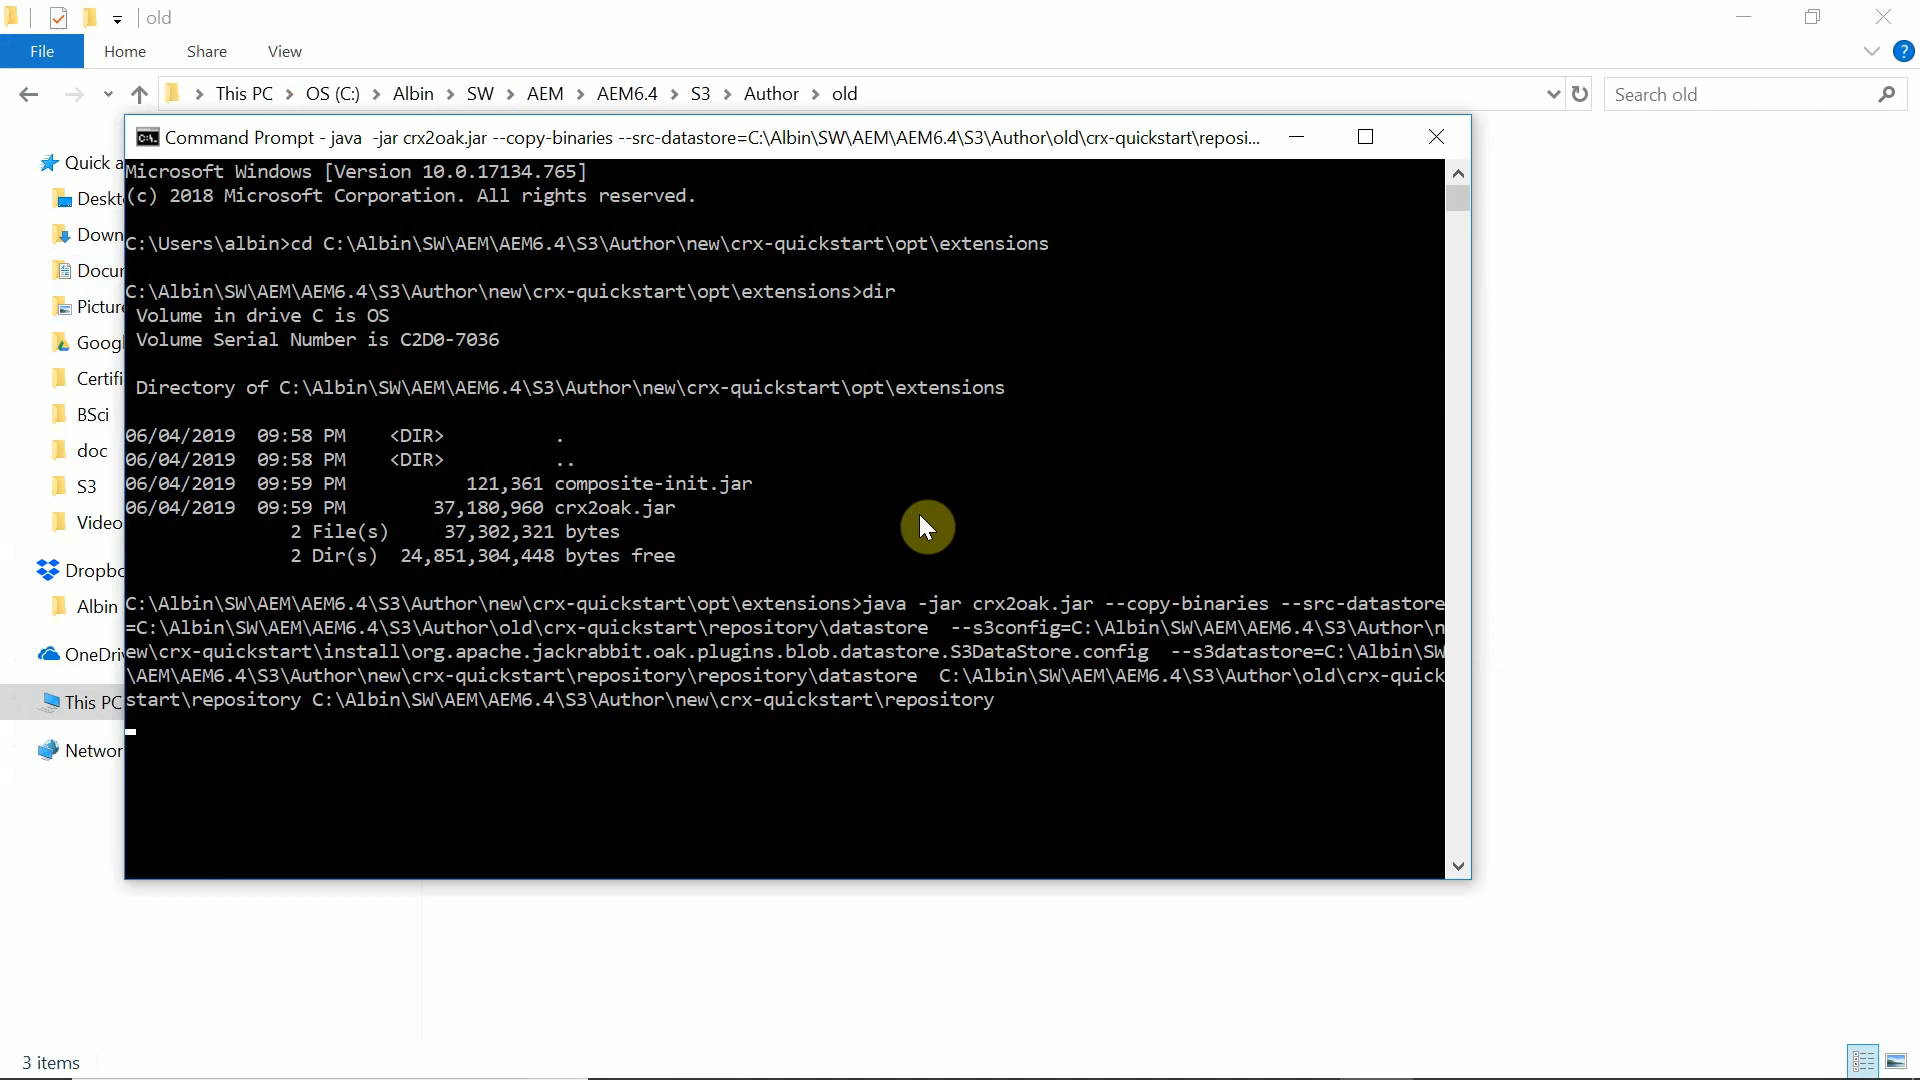 old
File
Home
Share
View
This PC
OS (C:)
Albin
SW
AEM
AEM6.4
S3
Author
old
Search old
Command Prompt - java  -jar crx2oak.jar --copy-binaries --src-datastore=C:\Albin\SW\AEM\AEM6.4\S3\Author\old\crx-quickstart\reposi...
Quick a
Deskt
Down
Docur
Picture
Googl
Certifi
BSci
doc
S3
Video
Dropbo
Albin
OneDriv
This PC
Networ
Microsoft Windows [Version 10.0.17134.765]
(c) 2018 Microsoft Corporation. All rights reserved.
C:\Users\albin>cd C:\Albin\SW\AEM\AEM6.4\S3\Author\new\crx-quickstart\opt\extensions
C:\Albin\SW\AEM\AEM6.4\S3\Author\new\crx-quickstart\opt\extensions>dir
Volume in drive C is OS
Volume Serial Number is C2D0-7036
Directory of C:\Albin\SW\AEM\AEM6.4\S3\Author\new\crx-quickstart\opt\extensions
06/04/2019  09:58 PM    <DIR>          .
06/04/2019  09:58 PM    <DIR>          ..
06/04/2019  09:59 PM           121,361 composite-init.jar
06/04/2019  09:59 PM        37,180,960 crx2oak.jar
2 File(s)     37,302,321 bytes
2 Dir(s)  24,851,304,448 bytes free
C:\Albin\SW\AEM\AEM6.4\S3\Author\new\crx-quickstart\opt\extensions>java -jar crx2oak.jar --copy-binaries --src-datastore
=C:\Albin\SW\AEM\AEM6.4\S3\Author\old\crx-quickstart\repository\datastore  --s3config=C:\Albin\SW\AEM\AEM6.4\S3\Author\n
ew\crx-quickstart\install\org.apache.jackrabbit.oak.plugins.blob.datastore.S3DataStore.config  --s3datastore=C:\Albin\SW
\AEM\AEM6.4\S3\Author\new\crx-quickstart\repository\repository\datastore  C:\Albin\SW\AEM\AEM6.4\S3\Author\old\crx-quick
start\repository C:\Albin\SW\AEM\AEM6.4\S3\Author\new\crx-quickstart\repository
3 items